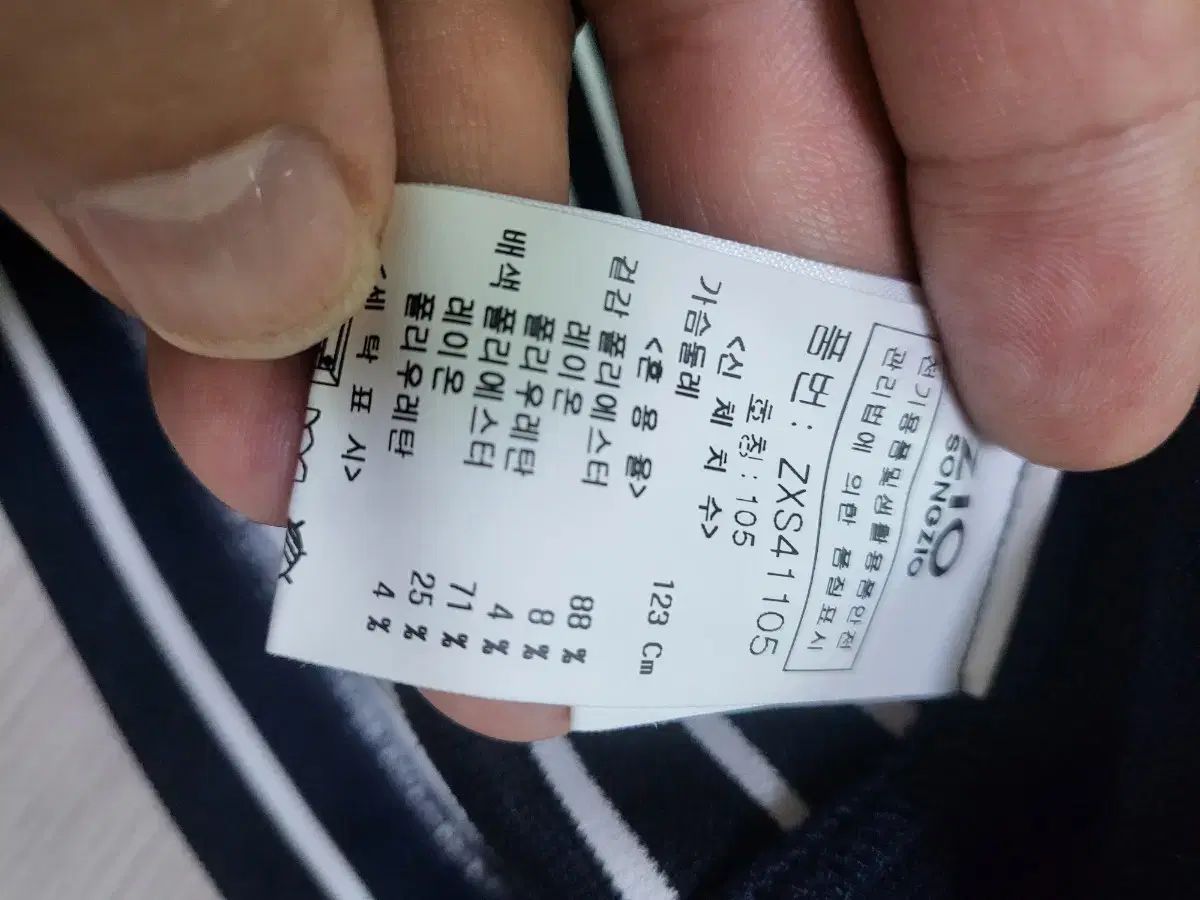 ZIO
SONGZIO
전기용품및생활용품안전
관리법에 의한 품질표시
품번: ZXS41105
호칭:105
<신 체 치 수>
가슴둘레 123 Cm
<혼 용 율>
겉감 폴리에스터 88 %
레이온 8 %
폴리우레탄 4 %
배색 폴리에스터 71 %
레이온 25 %
폴리우레탄 4 %
<세 탁 표 시>